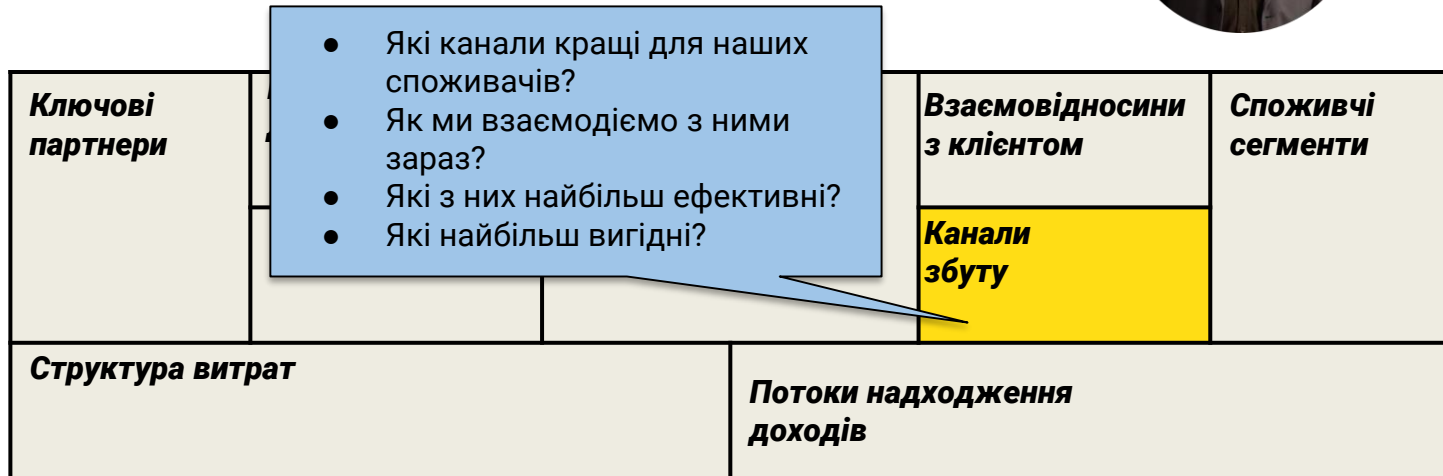 ● Які канали кращі для наших
споживачів?
● Як ми взаємодіємо з ними
зараз?
● Які з них найбільш ефективні?
● Які найбільш вигідні?
Ключові
партнери
Взаємовідносини
з клієнтом
Споживчі
сегменти
Канали
збуту
Структура витрат
Потоки надходження
доходів